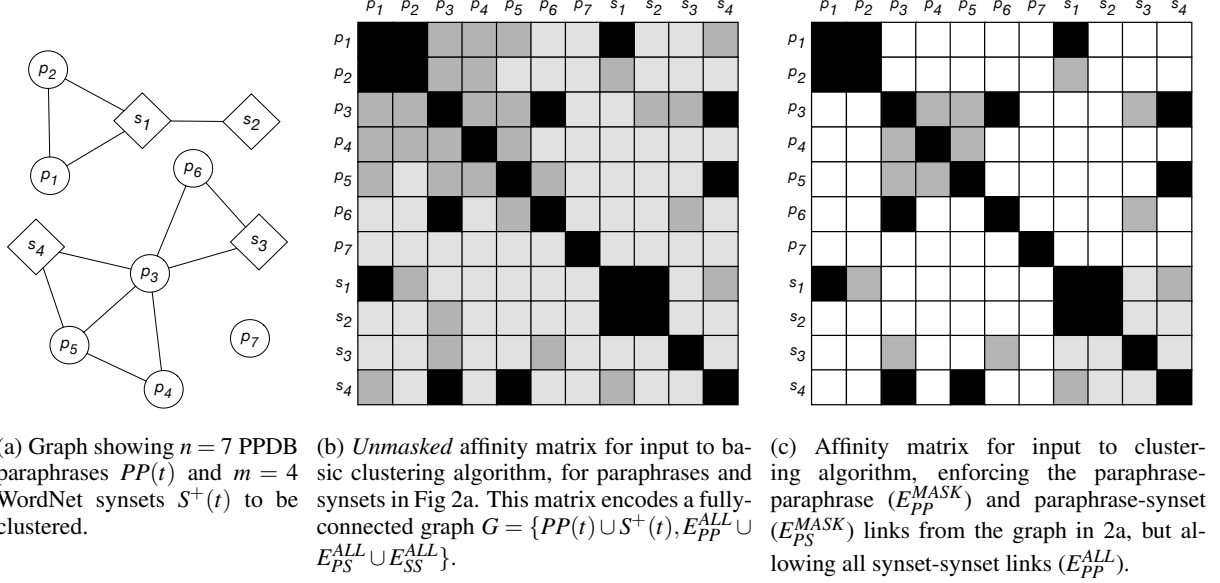 p1 p2 p3 p4 p5 p6 p7 s1 s2 s3 s4
p1 p2 p3 p4 p5 p6 p7 s1 s2 s3 s4
p1
p2
p3
p4
p5
p6
p7
s1
s2
s3
s4
p1
p2
p3
p4
p5
p6
p7
s1
s2
s3
s4
p2
s1
s2
p1
p6
s4
s3
p3
p5
p7
p4
(a) Graph showing n = 7 PPDB
paraphrases PP(t) and m = 4
WordNet synsets S⁺(t) to be
clustered.
(b) Unmasked affinity matrix for input to ba-
sic clustering algorithm, for paraphrases and
synsets in Fig 2a. This matrix encodes a fully-
connected graph G = {PP(t) ∪ S⁺(t), E_PP^ALL ∪
E_PS^ALL ∪ E_SS^ALL}.
(c) Affinity matrix for input to cluster-
ing algorithm, enforcing the paraphrase-
paraphrase (E_PP^MASK) and paraphrase-synset
(E_PS^MASK) links from the graph in 2a, but al-
lowing all synset-synset links (E_PP^ALL).